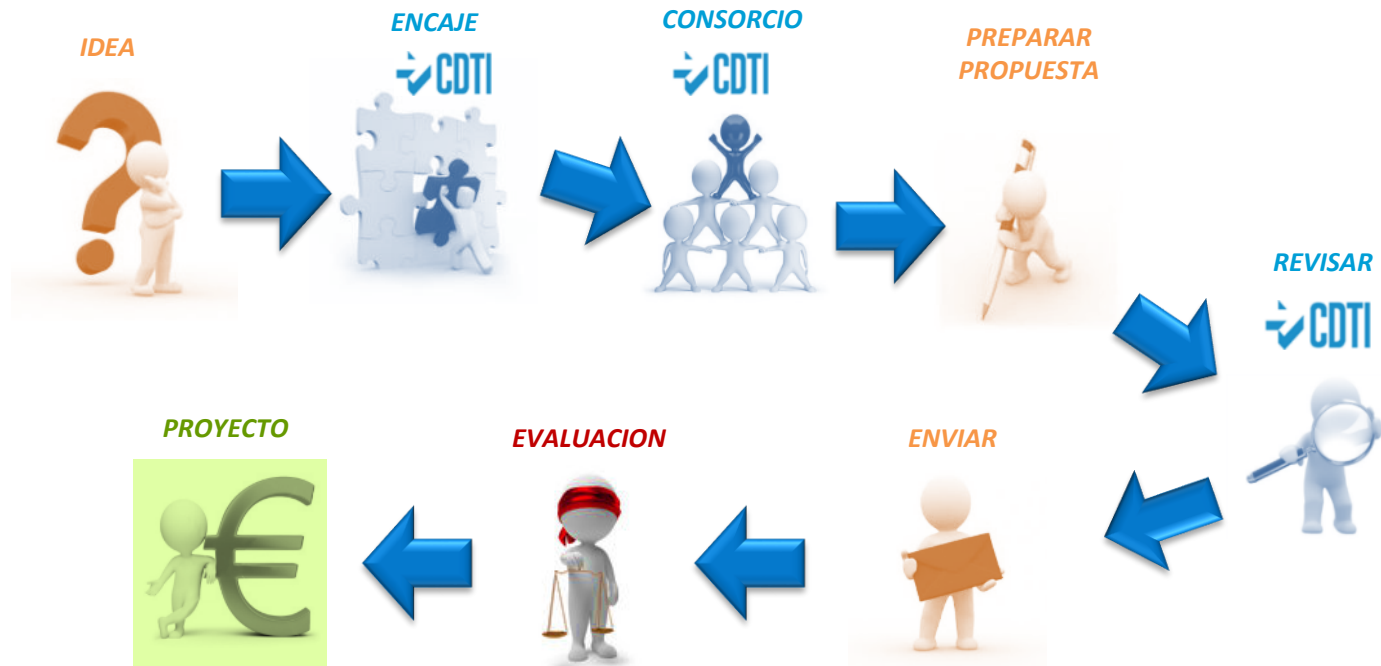 IDEA
ENCAJE
CDTI
CONSORCIO
CDTI
PREPARAR
PROPUESTA
REVISAR
CDTI
PROYECTO
EVALUACION
ENVIAR